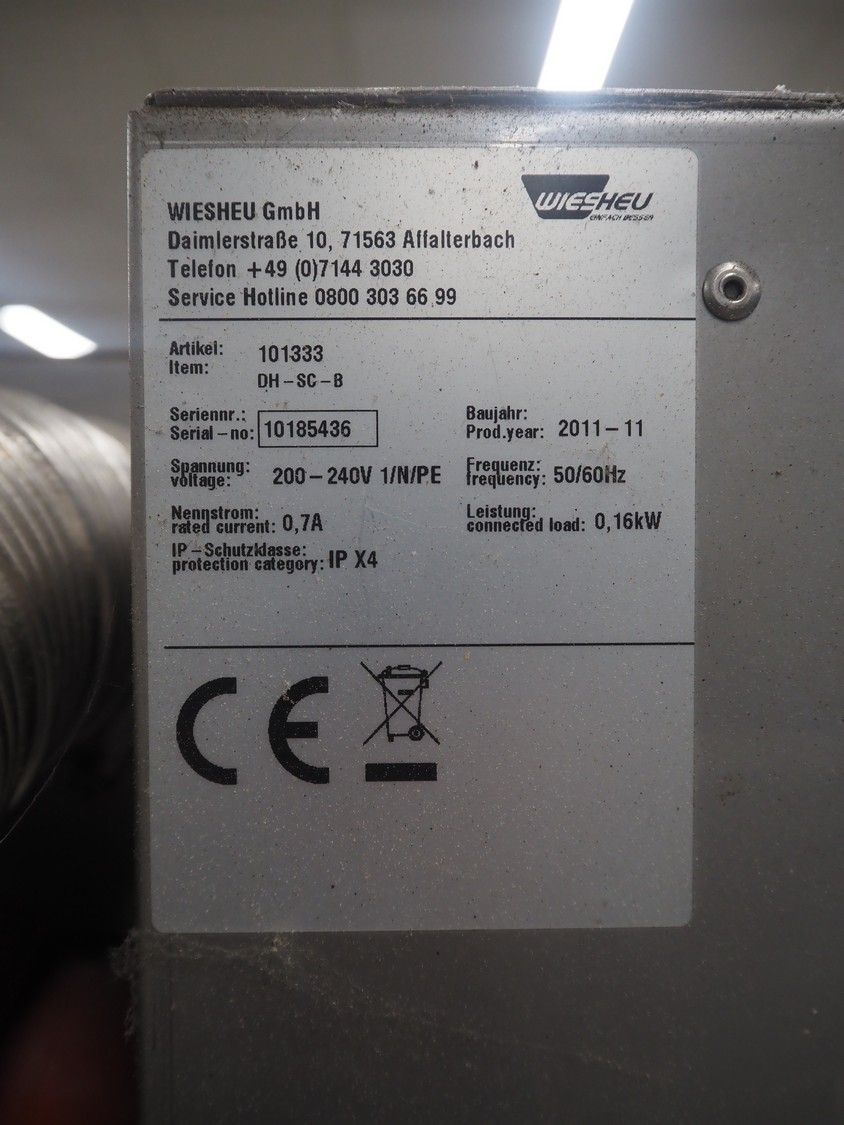 WIESHEU
EINFACH BESSER
WIESHEU GmbH
Daimlerstraße 10, 71563 Affalterbach
Telefon +49 (0)7144 3030
Service Hotline 0800 303 66 99
Artikel: 101333
Item: DH-SC-B
Seriennr.:
Serial-no: 10185436
Baujahr:
Prod.year: 2011-11
Spannung:
voltage: 200-240V 1/N/PE
Frequenz:
frequency: 50/60Hz
Nennstrom:
rated current: 0,7A
Leistung:
connected load: 0,16kW
IP-Schutzklasse:
protection category: IP X4
CE